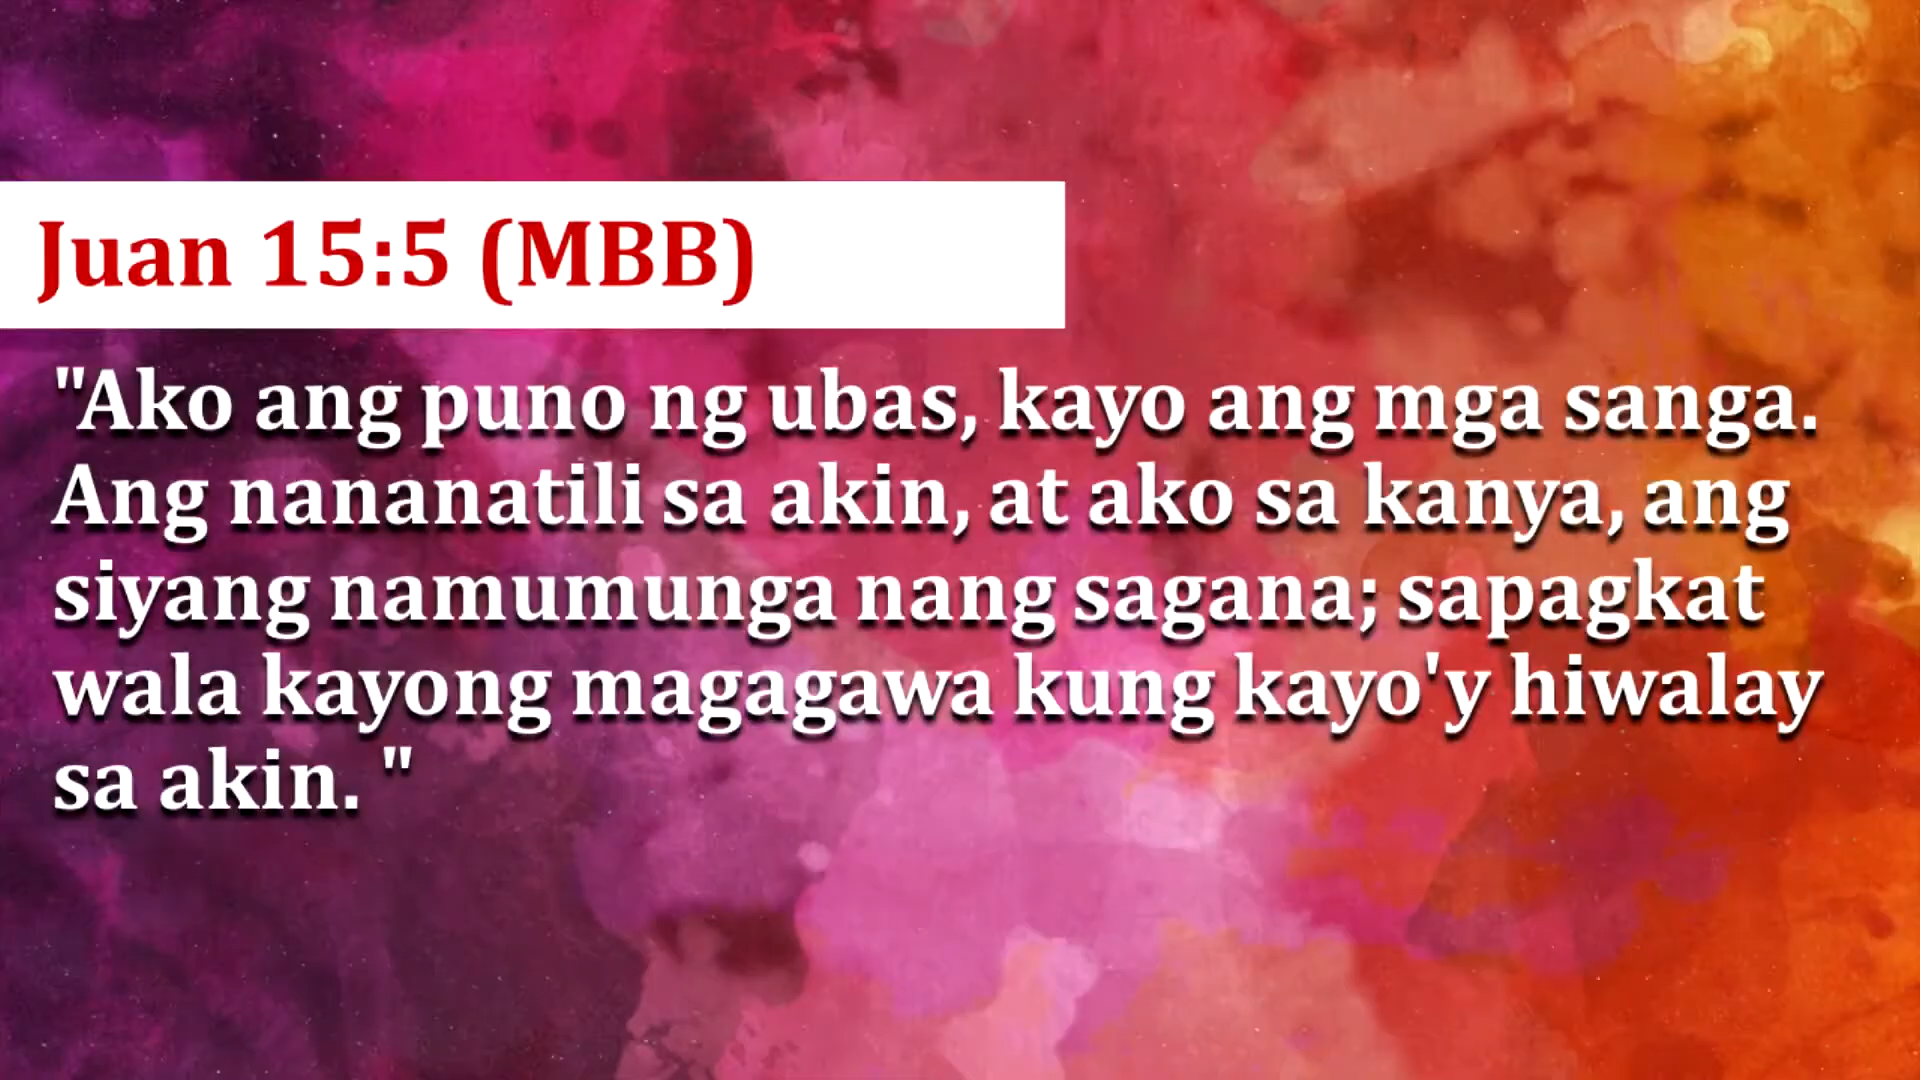 Juan 15:5 (MBB)
"Ako ang puno ng ubas, kayo ang mga sanga.
Ang nananatili sa akin, at ako sa kanya, ang
siyang namumunga nang sagana; sapagkat
wala kayong magagawa kung kayo'y hiwalay
sa akin. "